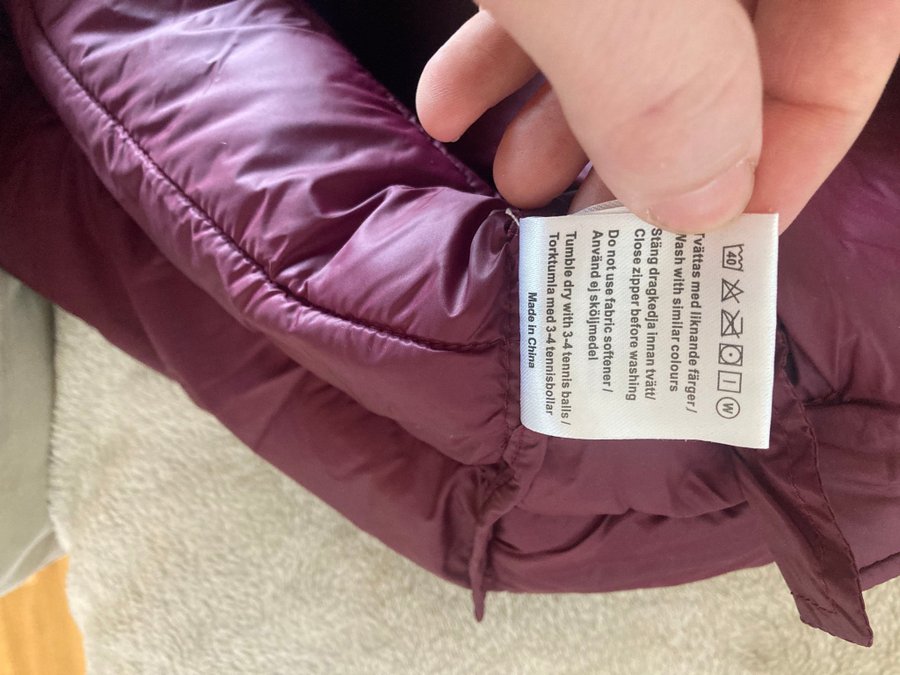 40
W
Tvättas med liknande färger/
Wash with similar colours
Stäng dragkedja innan tvätt/
Close zipper before washing
Do not use fabric softener/
Använd ej sköljmedel
Tumble dry with 3-4 tennis balls/
Torktumla med 3-4 tennisbollar
Made in China